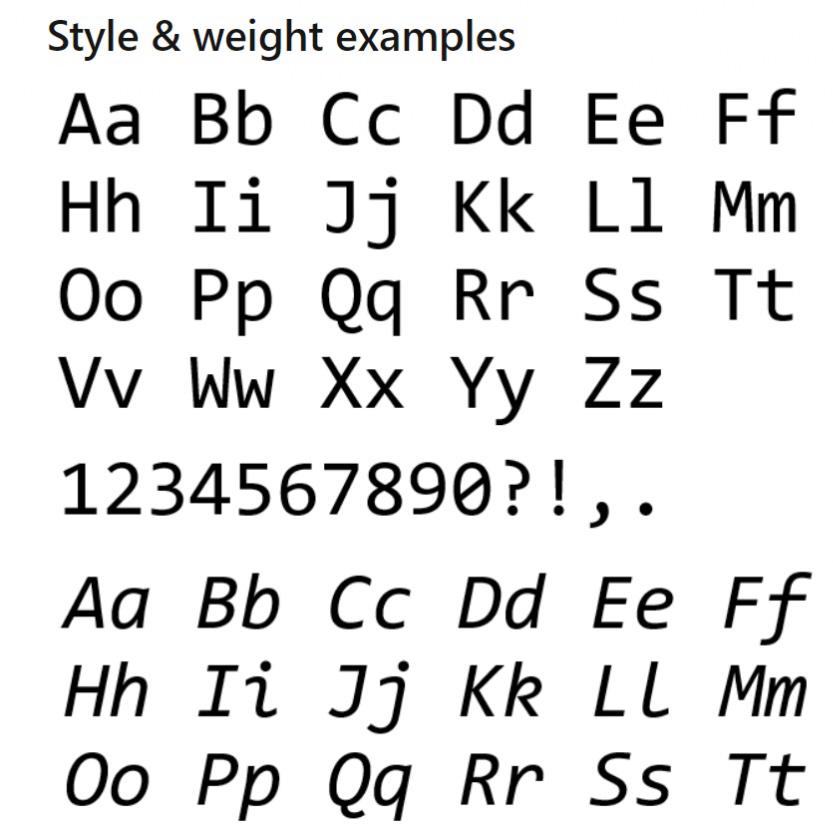 Style & weight examples
Aa Bb Cc Dd Ee Ff
Hh Ii Jj Kk Ll Mm
Oo Pp Qq Rr Ss Tt
Vv Ww Xx Yy Zz
1234567890?!,.
Aa Bb Cc Dd Ee Ff
Hh Ii Jj Kk Ll Mm
Oo Pp Qq Rr Ss Tt